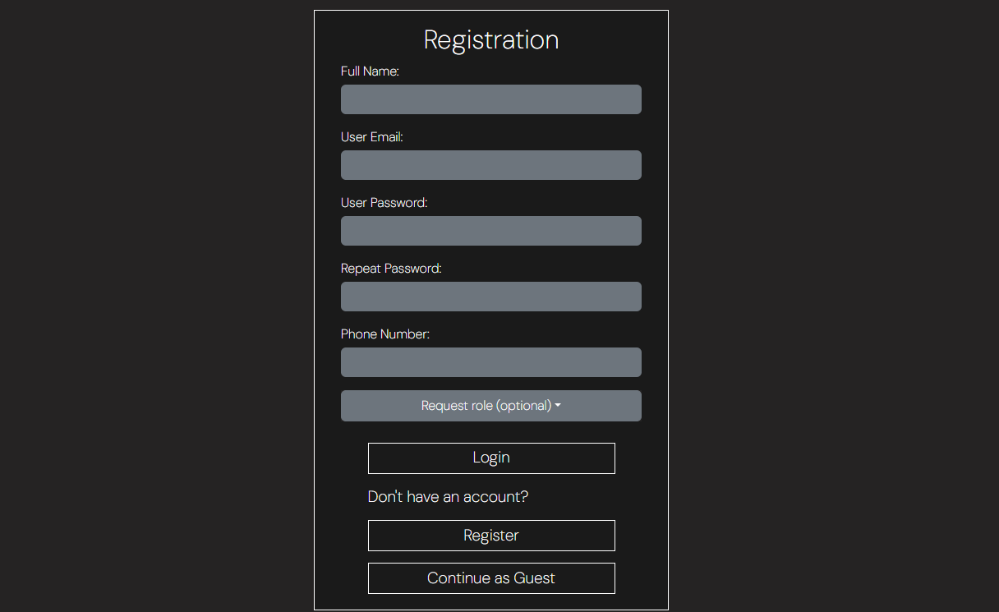 Registration
Full Name:
User Email:
User Password:
Repeat Password:
Phone Number:
Request role (optional)
Login
Don't have an account?
Register
Continue as Guest